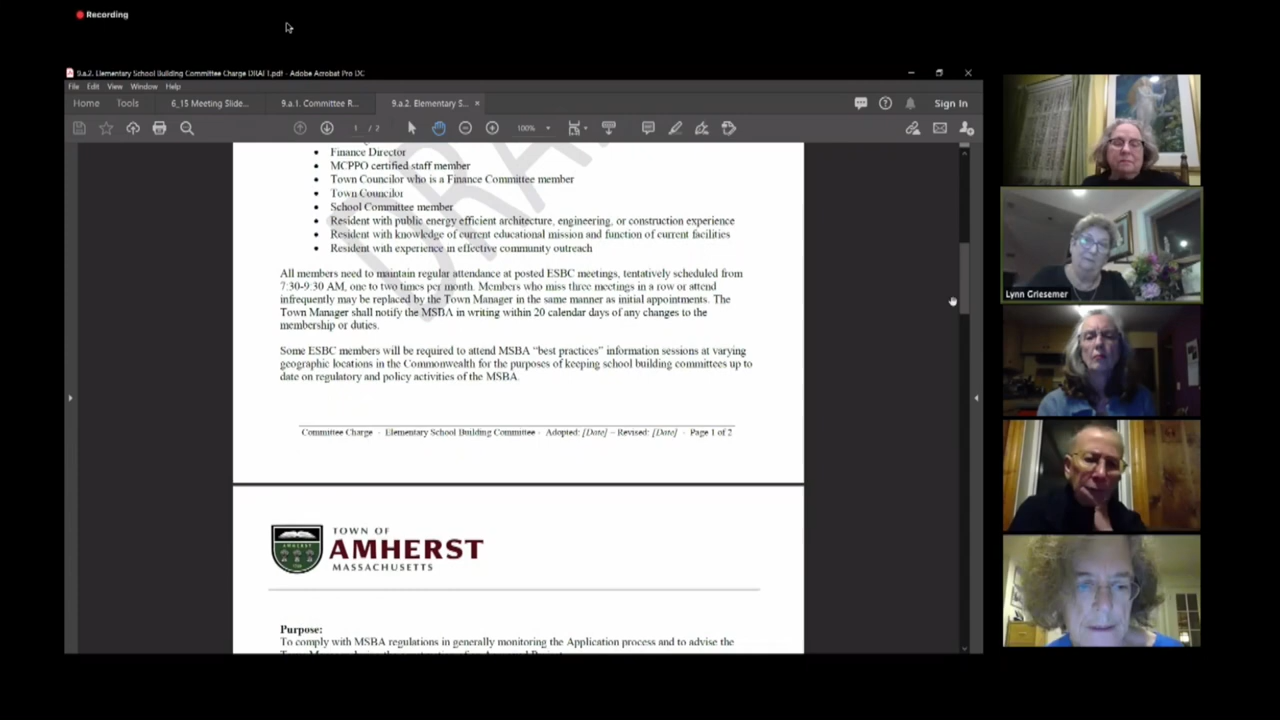 Recording
9.a.2. Elementary School Building Committee Charge DRAFT.pdf - Adobe Acrobat Pro DC
File Edit View Window Help
Home Tools 6_15 Meeting Slide... 9.a.1. Committee R... 9.a.2. Elementary S... × Sign In
1 / 2 100%
DRA
• Finance Director
• MCPPO certified staff member
• Town Councilor who is a Finance Committee member
• Town Councilor
• School Committee member
• Resident with public energy efficient architecture, engineering, or construction experience
• Resident with knowledge of current educational mission and function of current facilities
• Resident with experience in effective community outreach
All members need to maintain regular attendance at posted ESBC meetings, tentatively scheduled from
7:30-9:30 AM, one to two times per month. Members who miss three meetings in a row or attend
infrequently may be replaced by the Town Manager in the same manner as initial appointments. The
Town Manager shall notify the MSBA in writing within 20 calendar days of any changes to the
membership or duties.
Some ESBC members will be required to attend MSBA “best practices” information sessions at varying
geographic locations in the Commonwealth for the purposes of keeping school building committees up to
date on regulatory and policy activities of the MSBA.
Committee Charge - Elementary School Building Committee - Adopted: [Date] – Revised: [Date] - Page 1 of 2
TOWN OF
AMHERST
MASSACHUSETTS
Purpose:
To comply with MSBA regulations in generally monitoring the Application process and to advise the
Lynn Griesemer